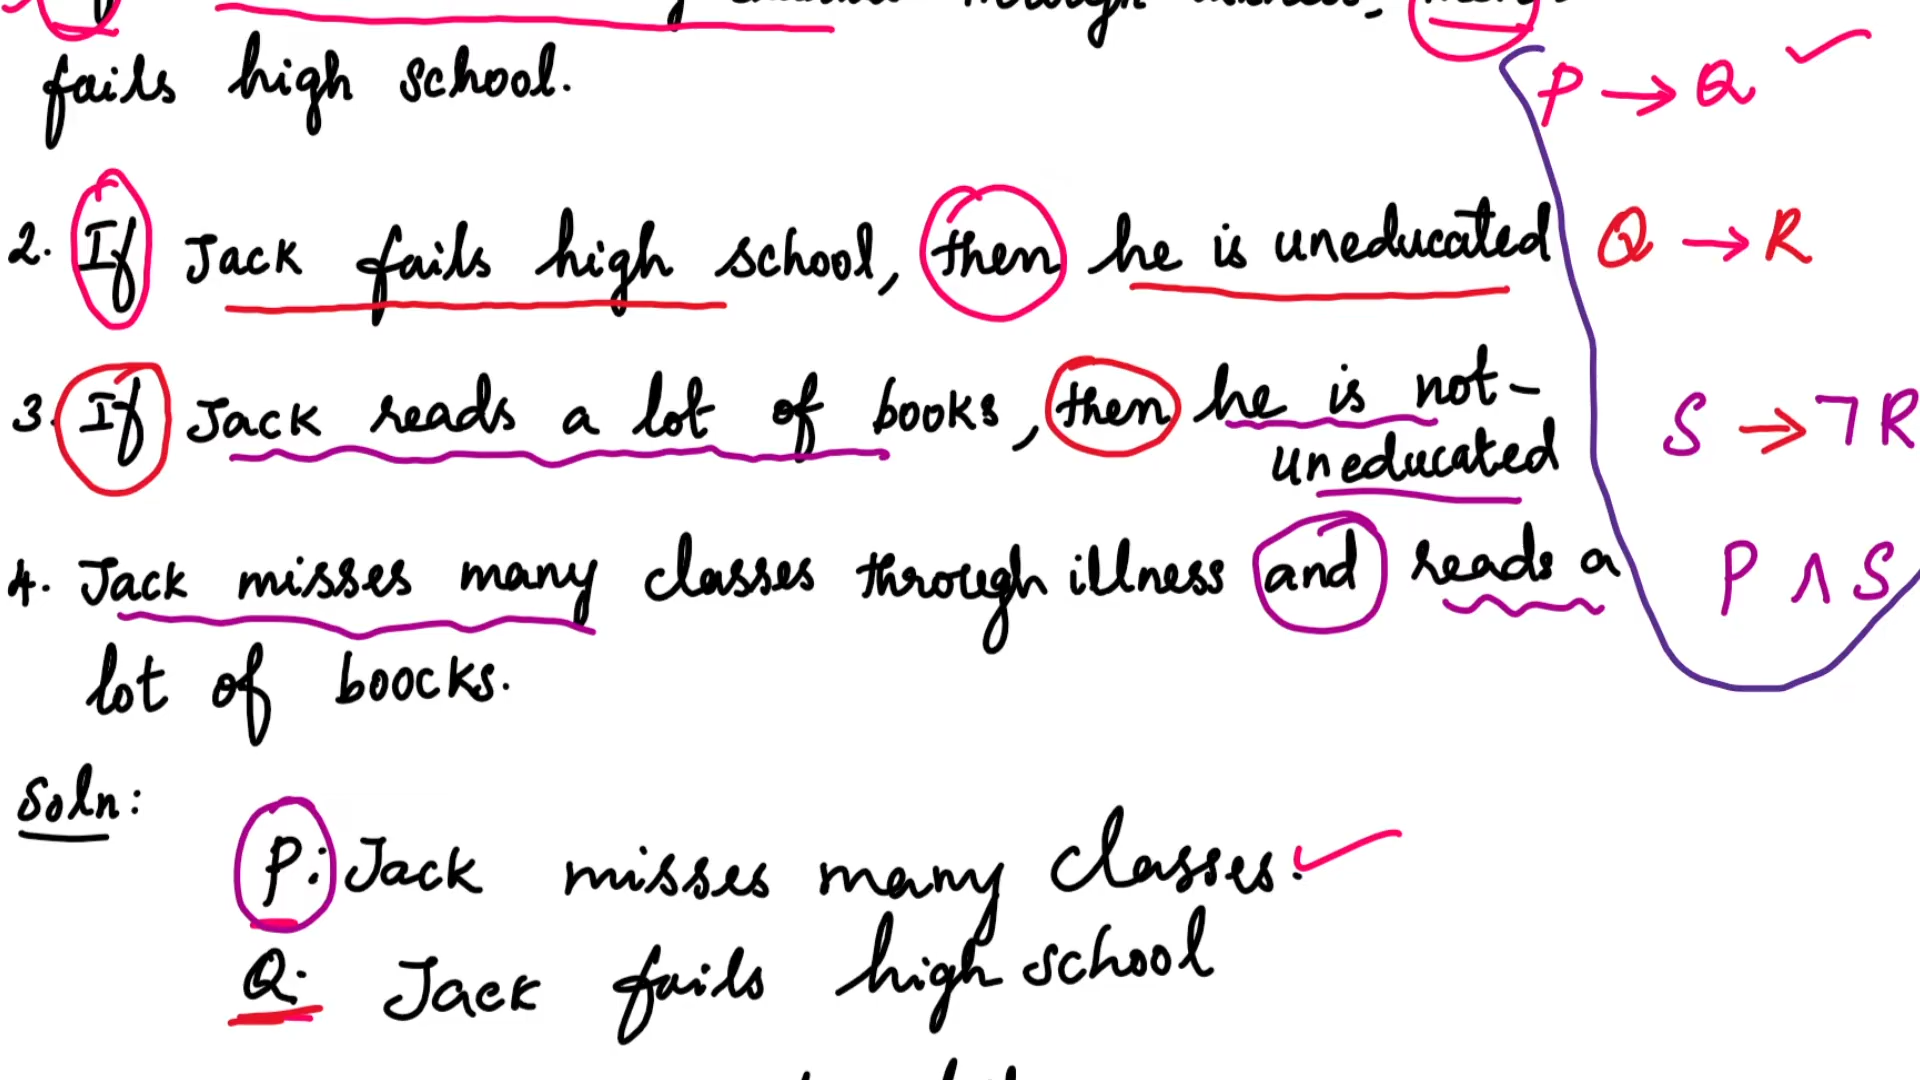 through
fails high school.
P → Q ✓
2. If Jack fails high school, then he is uneducated
Q → R
3. If Jack reads a lot of books, then he is not-
uneducated
S → ¬R
4. Jack misses many classes through illness and reads a
P ∧ S
lot of boocks.
Soln:
P: Jack misses many classes. ✓
Q: Jack fails high school